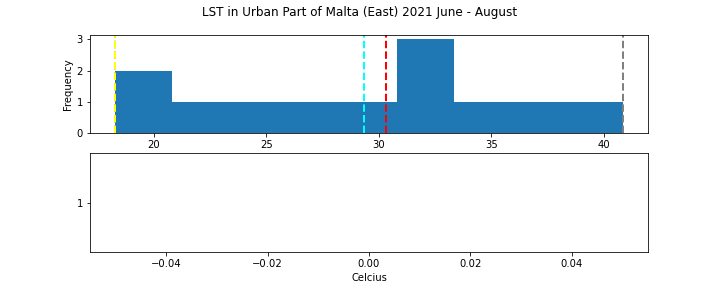 LST in Urban Part of Malta (East) 2021 June - August
Frequency
3
2
1
0
20 25 30 35 40
1
−0.04 −0.02 0.00 0.02 0.04
Celcius